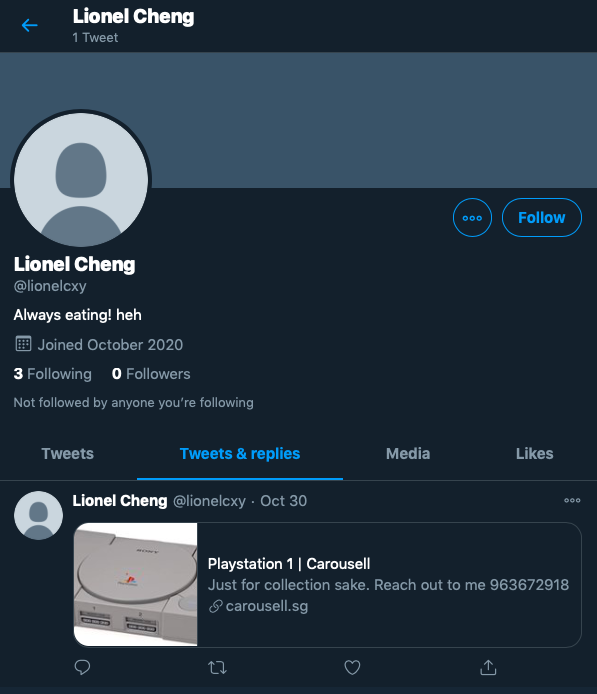 Lionel Cheng
1 Tweet
Follow
Lionel Cheng
@lionelcxy
Always eating! heh
Joined October 2020
3 Following 0 Followers
Not followed by anyone you're following
Tweets Tweets & replies Media Likes
Lionel Cheng @lionelcxy · Oct 30
SONY
Playstation 1 | Carousell
Just for collection sake. Reach out to me 963672918
carousell.sg